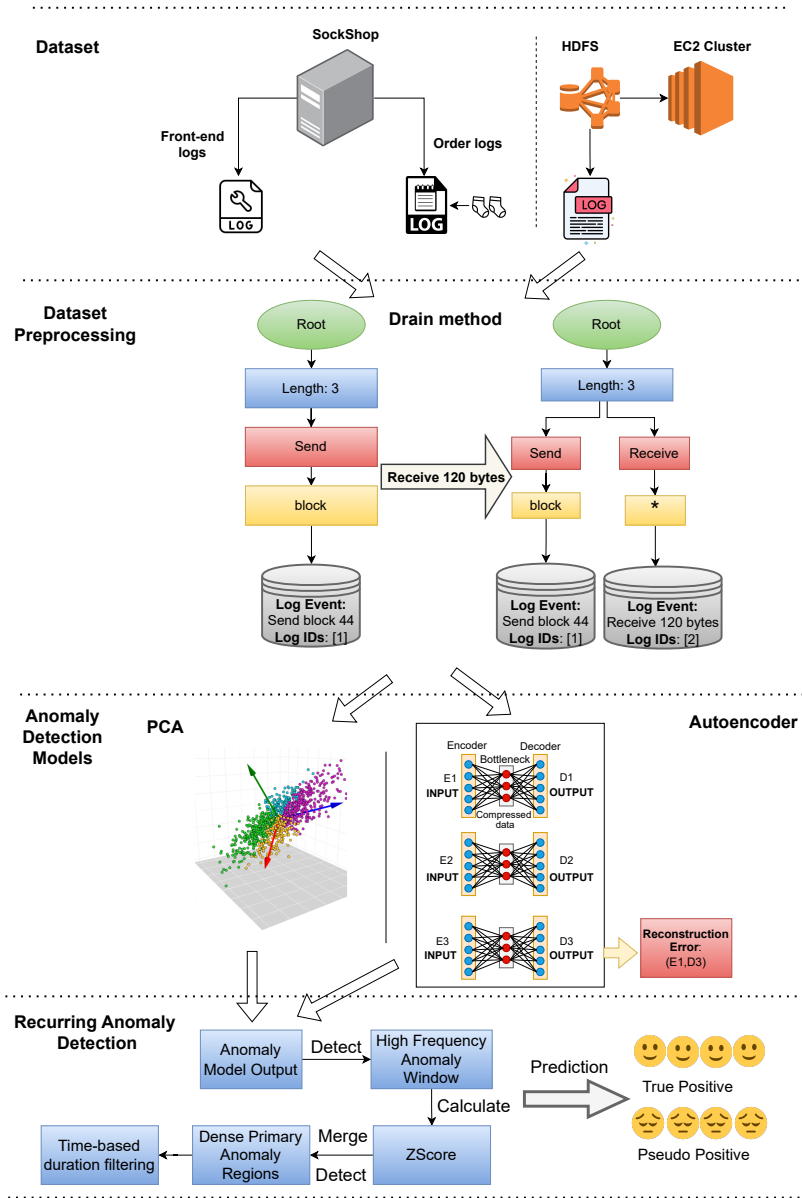 SockShop
Dataset
HDFS
EC2 Cluster
Front-end
logs
Order logs
LOG
LOG
LOG
Dataset
Preprocessing
Drain method
Root
Root
Length: 3
Length: 3
Send
Receive 120 bytes
Send
Receive
block
block
*
Log Event:
Send block 44
Log IDs: [1]
Log Event:
Send block 44
Log IDs: [1]
Log Event:
Receive 120 bytes
Log IDs: [2]
Anomaly
Detection
Models
PCA
Autoencoder
Encoder
Decoder
Bottleneck
E1
INPUT
D1
OUTPUT
Compressed
data
E2
INPUT
D2
OUTPUT
E3
INPUT
D3
OUTPUT
Reconstruction
Error:
(E1,D3)
Recurring Anomaly
Detection
Anomaly
Model Output
Detect
High Frequency
Anomaly
Window
Prediction
True Positive
Calculate
Time-based
duration filtering
Dense Primary
Anomaly
Regions
Merge
Detect
ZScore
Pseudo Positive